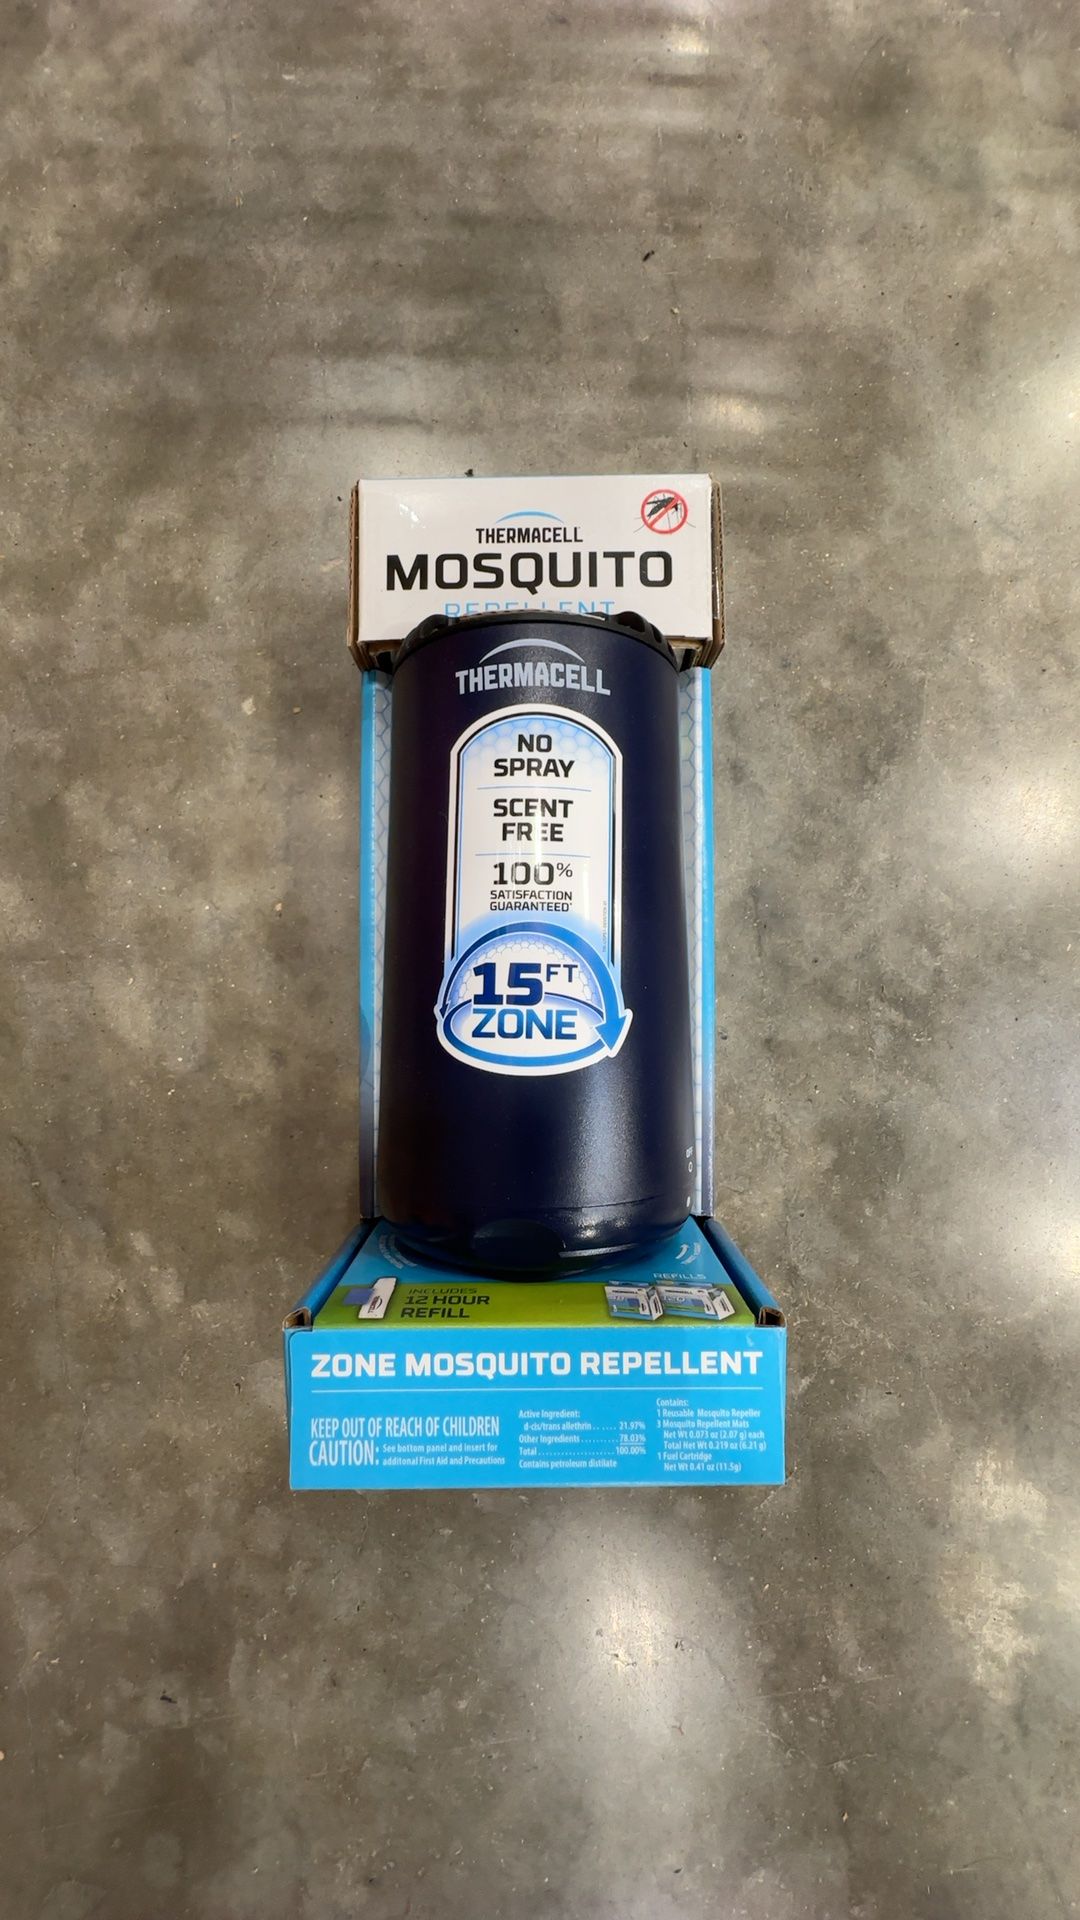 THERMACELL
MOSQUITO
REPELLENT
THERMACELL
NO
SPRAY
SCENT
FREE
100%
SATISFACTION
GUARANTEED*
15FT
ZONE
OFF
REFILLS
INCLUDES
12 HOUR
REFILL
ZONE MOSQUITO REPELLENT
KEEP OUT OF REACH OF CHILDREN
CAUTION: See bottom panel and insert for
additonal First Aid and Precautions
Active Ingredient:
d-cis/trans allethrin ...... 21.97%
Other Ingredients .......... 78.03%
Total .................... 100.00%
Contains petroleum distilate
Contains:
1 Reusable Mosquito Repeller
3 Mosquito Repellent Mats
Net Wt 0.073 oz (2.07 g) each
Total Net Wt 0.219 oz (6.21 g)
1 Fuel Cartridge
Net Wt 0.41 oz (11.5g)